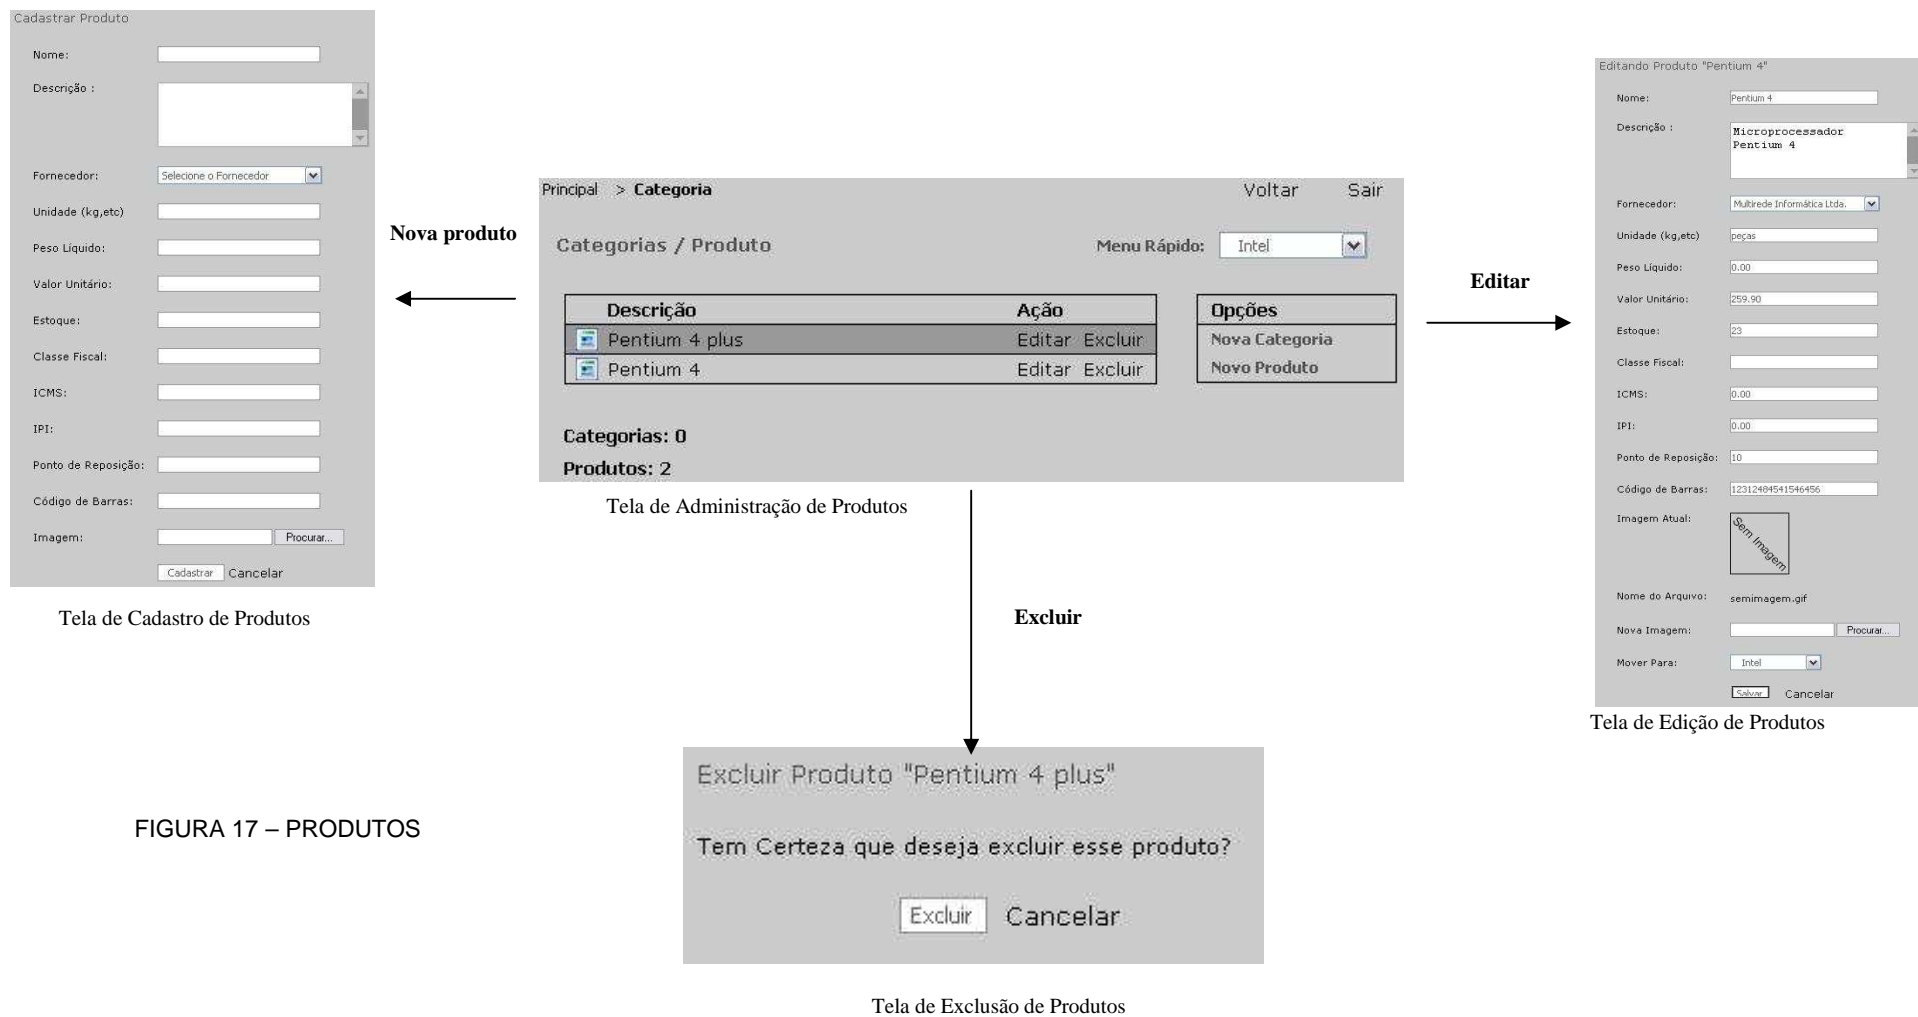 Cadastrar Produto
Nome:
Descrição :
Fornecedor: Selecione o Fornecedor
Unidade (kg,etc)
Peso Líquido:
Valor Unitário:
Estoque:
Classe Fiscal:
ICMS:
IPI:
Ponto de Reposição:
Código de Barras:
Imagem: Procurar...
Cadastrar Cancelar
Tela de Cadastro de Produtos
Nova produto
Principal > Categoria Voltar Sair
Categorias / Produto Menu Rápido: Intel
Descrição Ação
Pentium 4 plus Editar Excluir
Pentium 4 Editar Excluir
Opções
Nova Categoria
Novo Produto
Categorias: 0
Produtos: 2
Tela de Administração de Produtos
Editar
Editando Produto "Pentium 4"
Nome: Pentium 4
Descrição : Microprocessador
Pentium 4
Fornecedor: Multirede Informática Ltda.
Unidade (kg,etc) peças
Peso Líquido: 0.00
Valor Unitário: 259.90
Estoque: 23
Classe Fiscal:
ICMS: 0.00
IPI: 0.00
Ponto de Reposição: 10
Código de Barras: 12312484541546456
Imagem Atual: Sem Imagem
Nome do Arquivo: semimagem.gif
Nova Imagem: Procurar...
Mover Para: Intel
Salvar Cancelar
Tela de Edição de Produtos
Excluir
Excluir Produto "Pentium 4 plus"
Tem Certeza que deseja excluir esse produto?
Excluir Cancelar
Tela de Exclusão de Produtos
FIGURA 17 – PRODUTOS